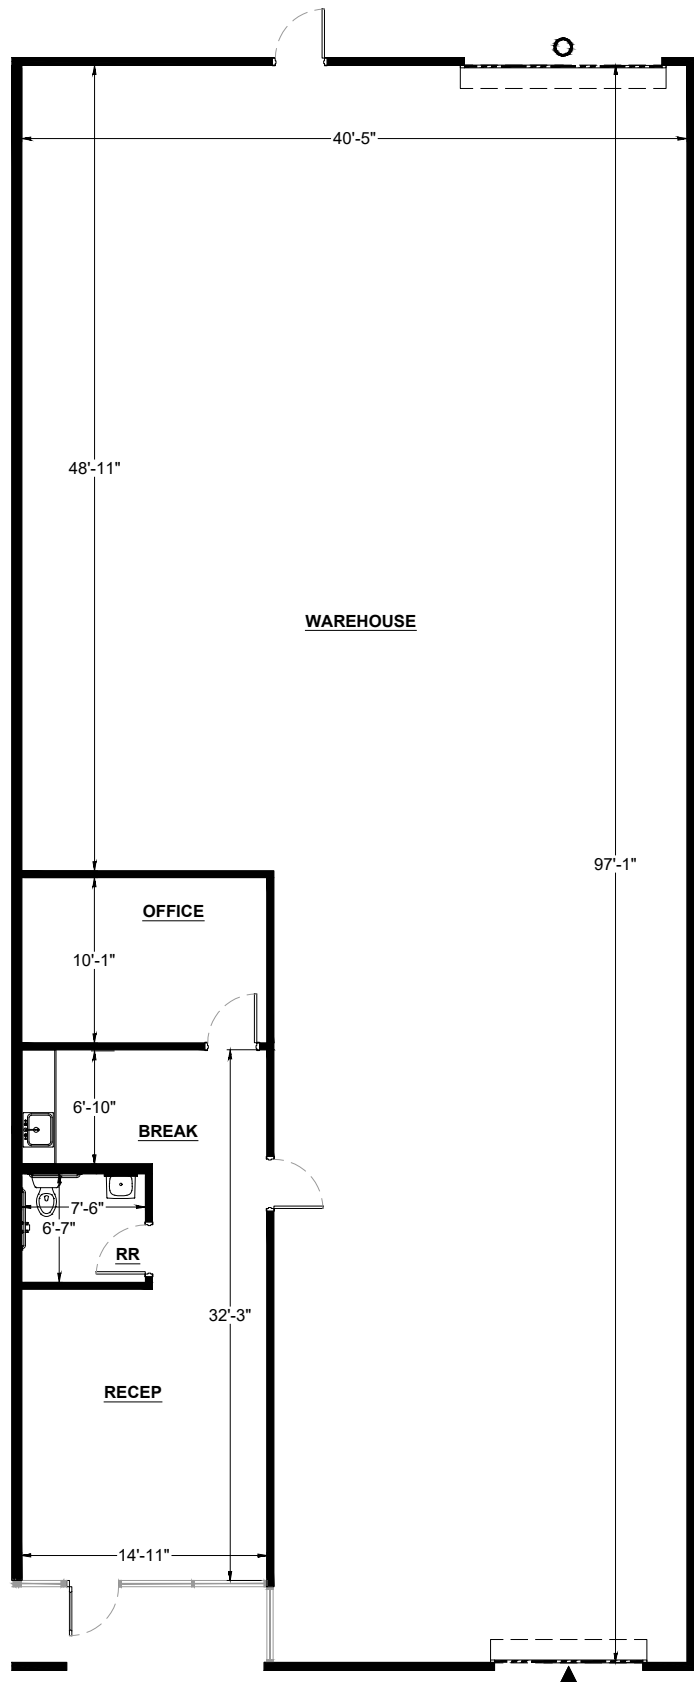 40'-5"
48'-11"
WAREHOUSE
97'-1"
OFFICE
10'-1"
6'-10"
BREAK
7'-6"
6'-7"
RR
32'-3"
RECEP
14'-11"